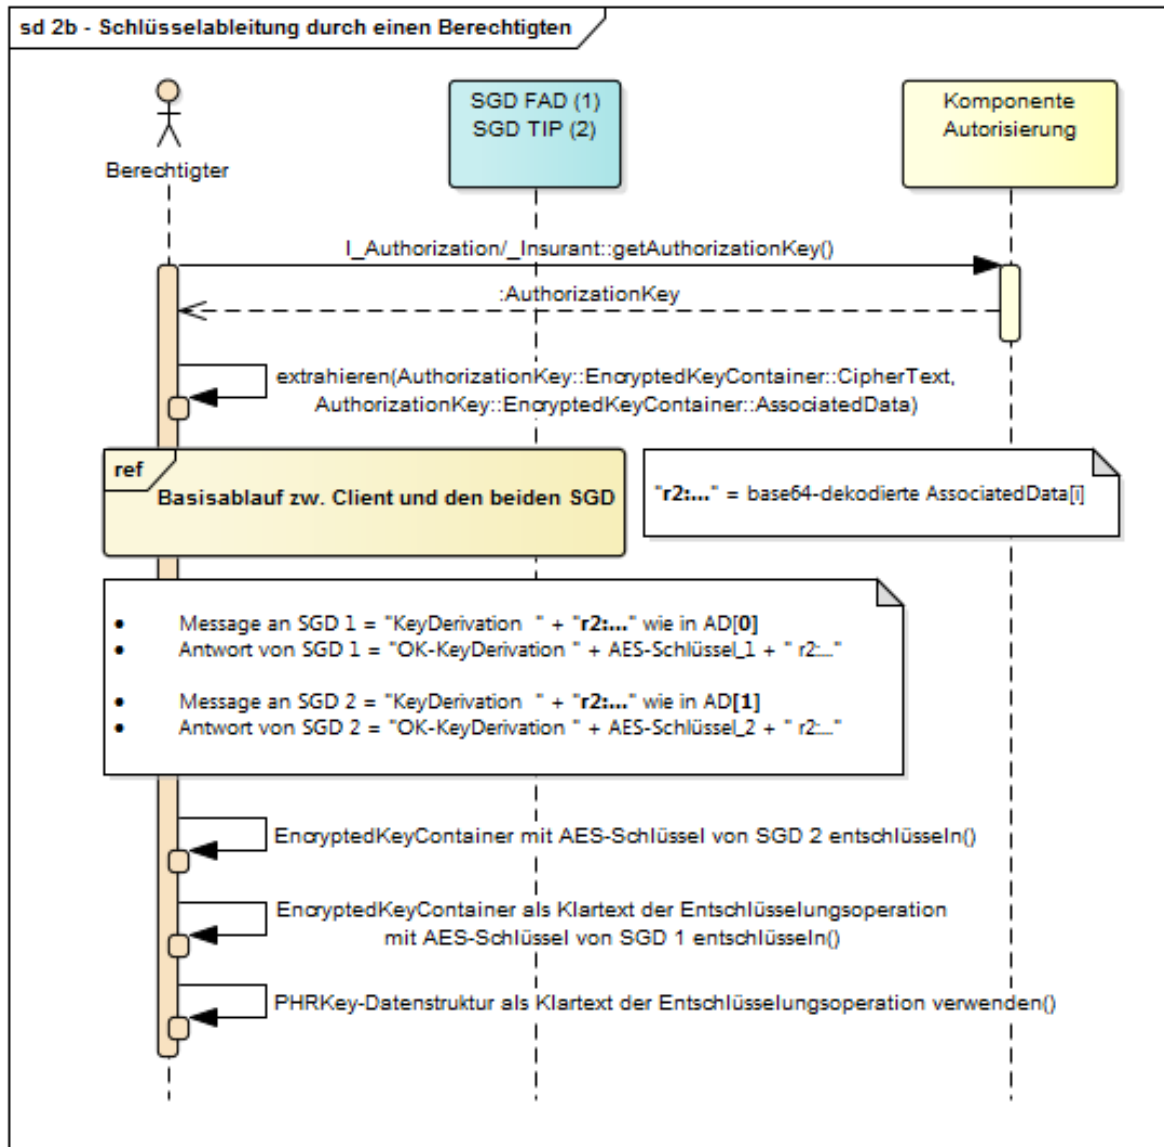 sd 2b - Schlüsselableitung durch einen Berechtigten
SGD FAD (1)
SGD TIP (2)
Komponente
Autorisierung
Berechtigter
I_Authorization/_Insurant::getAuthorizationKey()
:AuthorizationKey
extrahieren(AuthorizationKey::EncryptedKeyContainer::CipherText,
AuthorizationKey::EncryptedKeyContainer::AssociatedData)
ref
Basisablauf zw. Client und den beiden SGD
"r2:..." = base64-dekodierte AssociatedData[i]
• Message an SGD 1 = "KeyDerivation  " + "r2:..." wie in AD[0]
• Antwort von SGD 1 = "OK-KeyDerivation " + AES-Schlüssel_1 + " r2:..."
• Message an SGD 2 = "KeyDerivation  " + "r2:..." wie in AD[1]
• Antwort von SGD 2 = "OK-KeyDerivation " + AES-Schlüssel_2 + " r2:..."
EncryptedKeyContainer mit AES-Schlüssel von SGD 2 entschlüsseln()
EncryptedKeyContainer als Klartext der Entschlüsselungsoperation
mit AES-Schlüssel von SGD 1 entschlüsseln()
PHRKey-Datenstruktur als Klartext der Entschlüsselungsoperation verwenden()